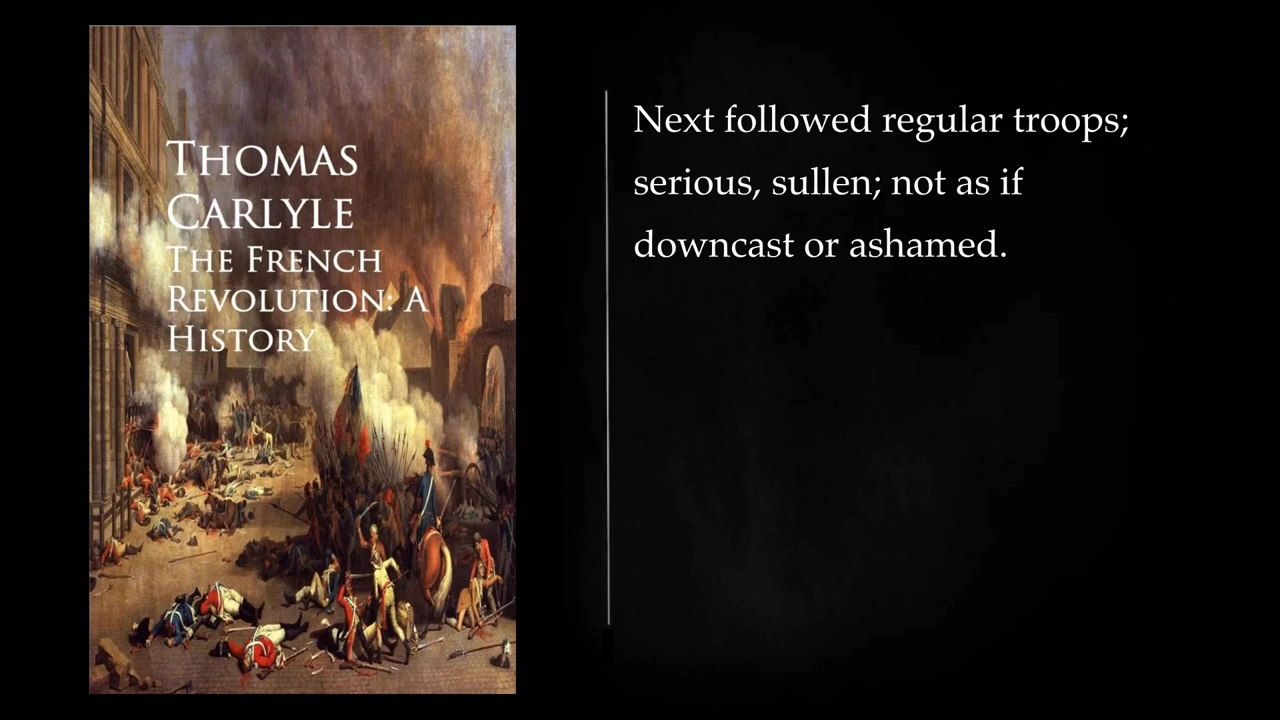 THOMAS
CARLYLE
THE FRENCH
REVOLUTION: A
HISTORY
Next followed regular troops;
serious, sullen; not as if
downcast or ashamed.